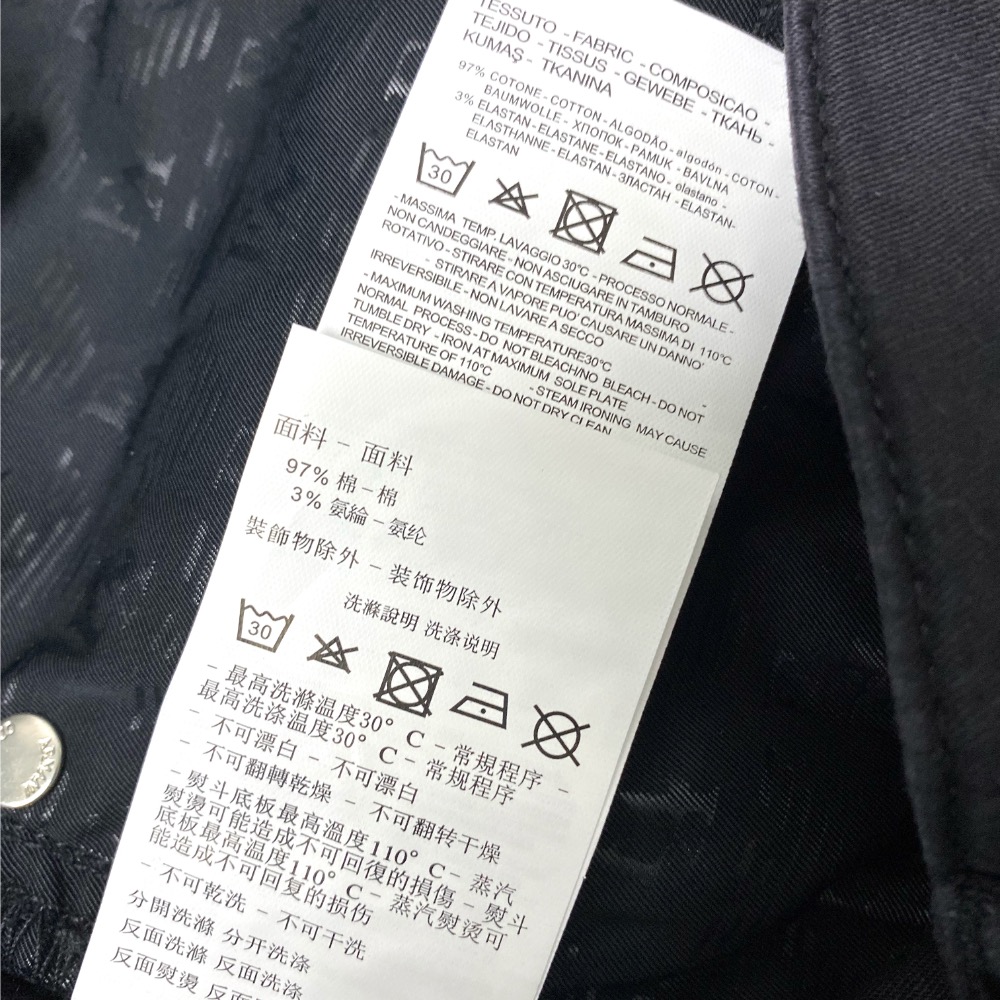 TESSUTO - FABRIC - COMPOSICAO -
TEJIDO - TISSUS - GEWEBE - ТКАНЬ -
KUMAŞ - TKANINA
97% COTONE - COTTON - ALGODÃO - algodón - COTON -
BAUMWOLLE - ХЛОПОК - PAMUK - BAVLNA
3% ELASTAN - ELASTANE - ELASTANO - elastano -
ELASTHANNE - ELASTAN - ЭЛАСТАН - ELASTAN-
ELASTAN
30
- MASSIMA TEMP. LAVAGGIO 30°C - PROCESSO NORMALE -
NON CANDEGGIARE - NON ASCIUGARE IN TAMBURO
ROTATIVO - STIRARE CON TEMPERATURA MASSIMA DI 110°C
- STIRARE A VAPORE PUO' CAUSARE UN DANNO'
IRREVERSIBILE - NON LAVARE A SECCO
- MAXIMUM WASHING TEMPERATURE30°C -
NORMAL PROCESS - DO NOT BLEACH/NO BLEACH - DO NOT
TUMBLE DRY - IRON AT MAXIMUM SOLE PLATE
TEMPERATURE OF 110°C - STEAM IRONING MAY CAUSE
IRREVERSIBLE DAMAGE - DO NOT DRY CLEAN
面料 - 面料
97% 棉 - 棉
3% 氨綸 - 氨纶
裝飾物除外 - 装饰物除外
洗滌說明 洗涤说明
30
- 最高洗滌温度30° C - 常規程序 -
最高洗涤温度30° C - 常规程序
- 不可漂白 - 不可漂白
- 不可翻轉乾燥 - 不可翻转干燥
- 熨斗底板最高溫度110° C - 蒸汽
熨燙可能造成不可回復的損傷 - 熨斗
底板最高温度110° C - 蒸汽熨烫可
能造成不可回复的损伤
- 不可乾洗 - 不可干洗
分開洗滌 分开洗涤
反面洗滌 反面洗涤
反面熨燙 反面